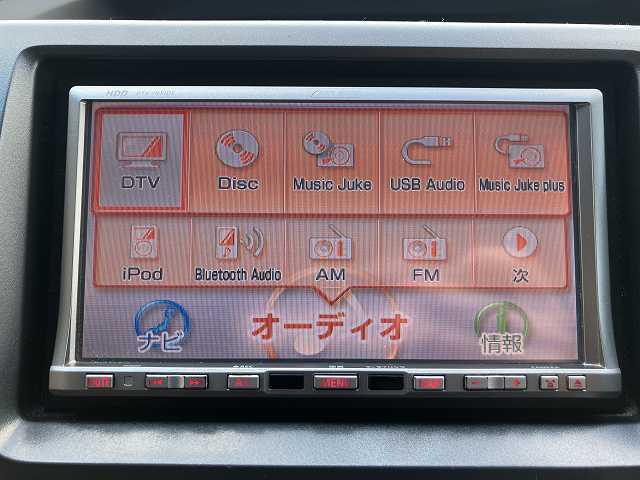 HDD
DTV
Disc
Music Juke
USB Audio
Music Juke plus
iPod
Bluetooth Audio
AM
FM
次
ナビ
オーディオ
情報
MENU